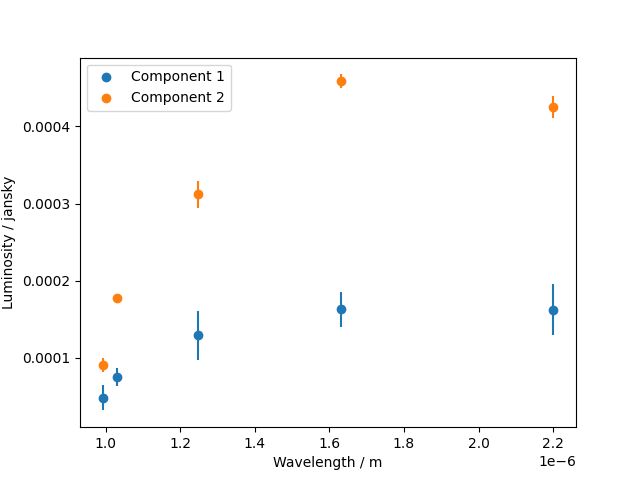 Component 1
Component 2
0.0004
0.0003
0.0002
0.0001
Luminosity / jansky
1.0
1.2
1.4
1.6
1.8
2.0
2.2
1e−6
Wavelength / m